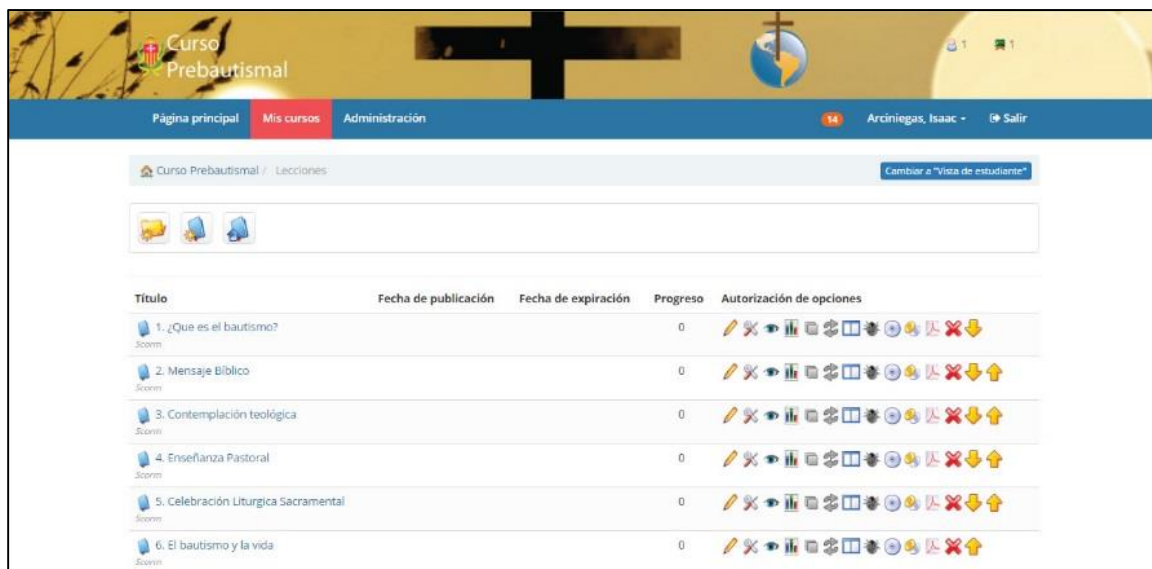 Curso
Prebautismal
1 1
Página principal Mis cursos Administración 14 Arciniegas, Isaac Salir
Curso Prebautismal / Lecciones Cambiar a "Vista de estudiante"
Título Fecha de publicación Fecha de expiración Progreso Autorización de opciones
1. ¿Que es el bautismo? 0
Scorm
2. Mensaje Bíblico 0
Scorm
3. Contemplación teológica 0
Scorm
4. Enseñanza Pastoral 0
Scorm
5. Celebración Liturgica Sacramental 0
Scorm
6. El bautismo y la vida 0
Scorm